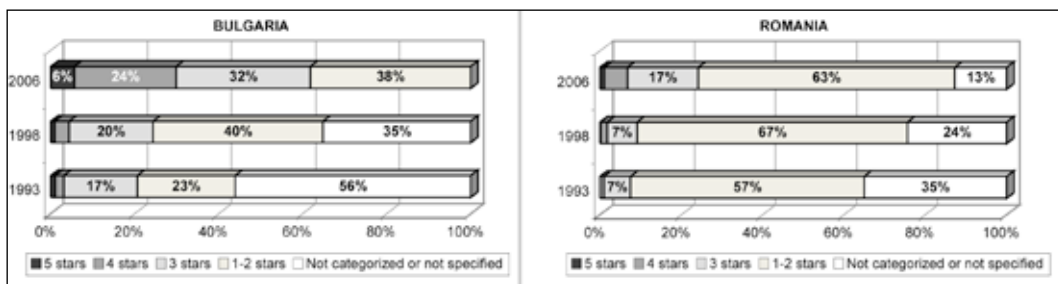 BULGARIA
2006 6% 24% 32% 38%
1998 20% 40% 35%
1993 17% 23% 56%
0% 20% 40% 60% 80% 100%
5 stars 4 stars 3 stars 1-2 stars Not categorized or not specified
ROMANIA
2006 17% 63% 13%
1998 7% 67% 24%
1993 7% 57% 35%
0% 20% 40% 60% 80% 100%
5 stars 4 stars 3 stars 1-2 stars Not categorized or not specified